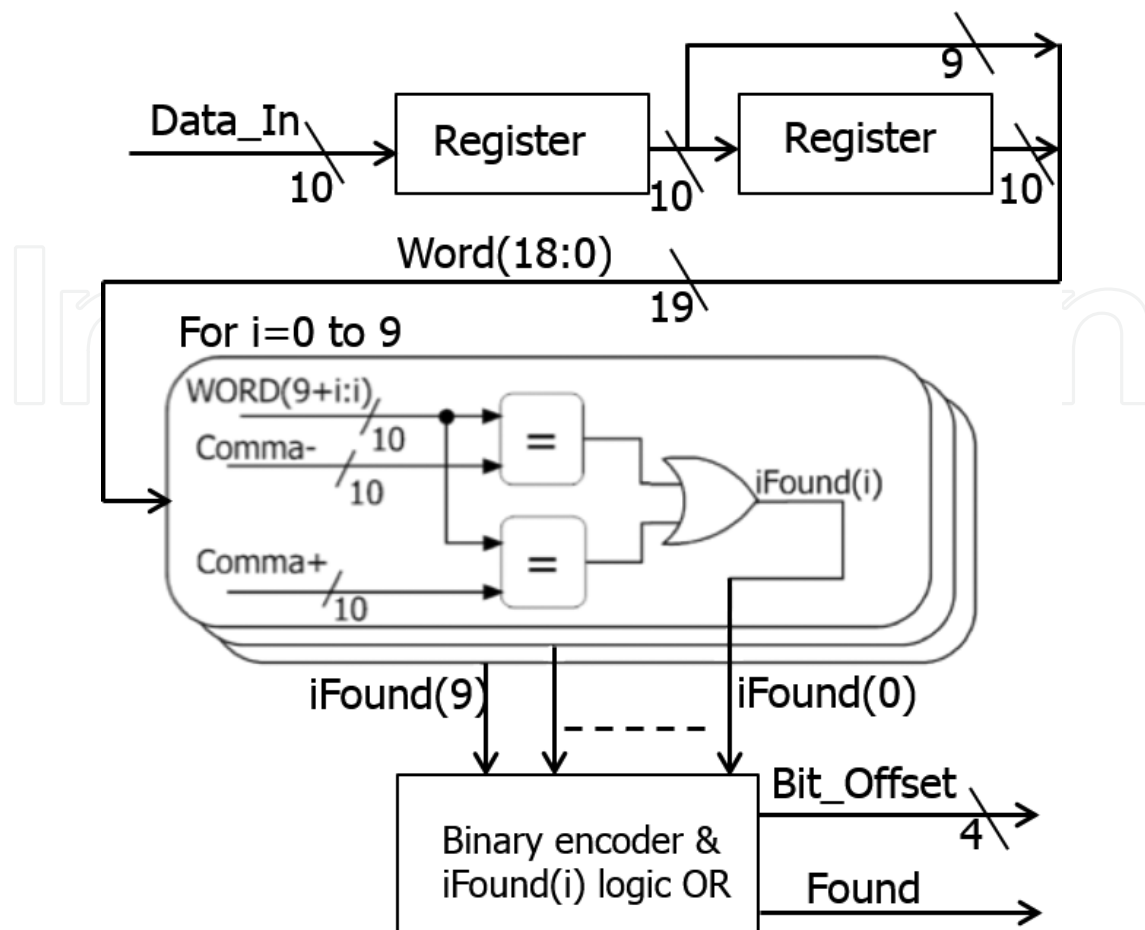 9
Data_In
Register
Register
10
10
10
Word(18:0)
19
For i=0 to 9
WORD(9+i:i)
10
=
Comma-
10
iFound(i)
Comma+
=
10
iFound(9)
iFound(0)
Bit_Offset
4
Binary encoder &
iFound(i) logic OR
Found